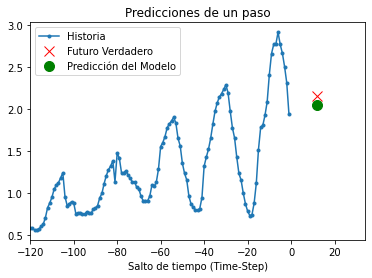 Predicciones de un paso
Historia
Futuro Verdadero
Predicción del Modelo
3.0
2.5
2.0
1.5
1.0
0.5
−120 −100 −80 −60 −40 −20 0 20
Salto de tiempo (Time-Step)